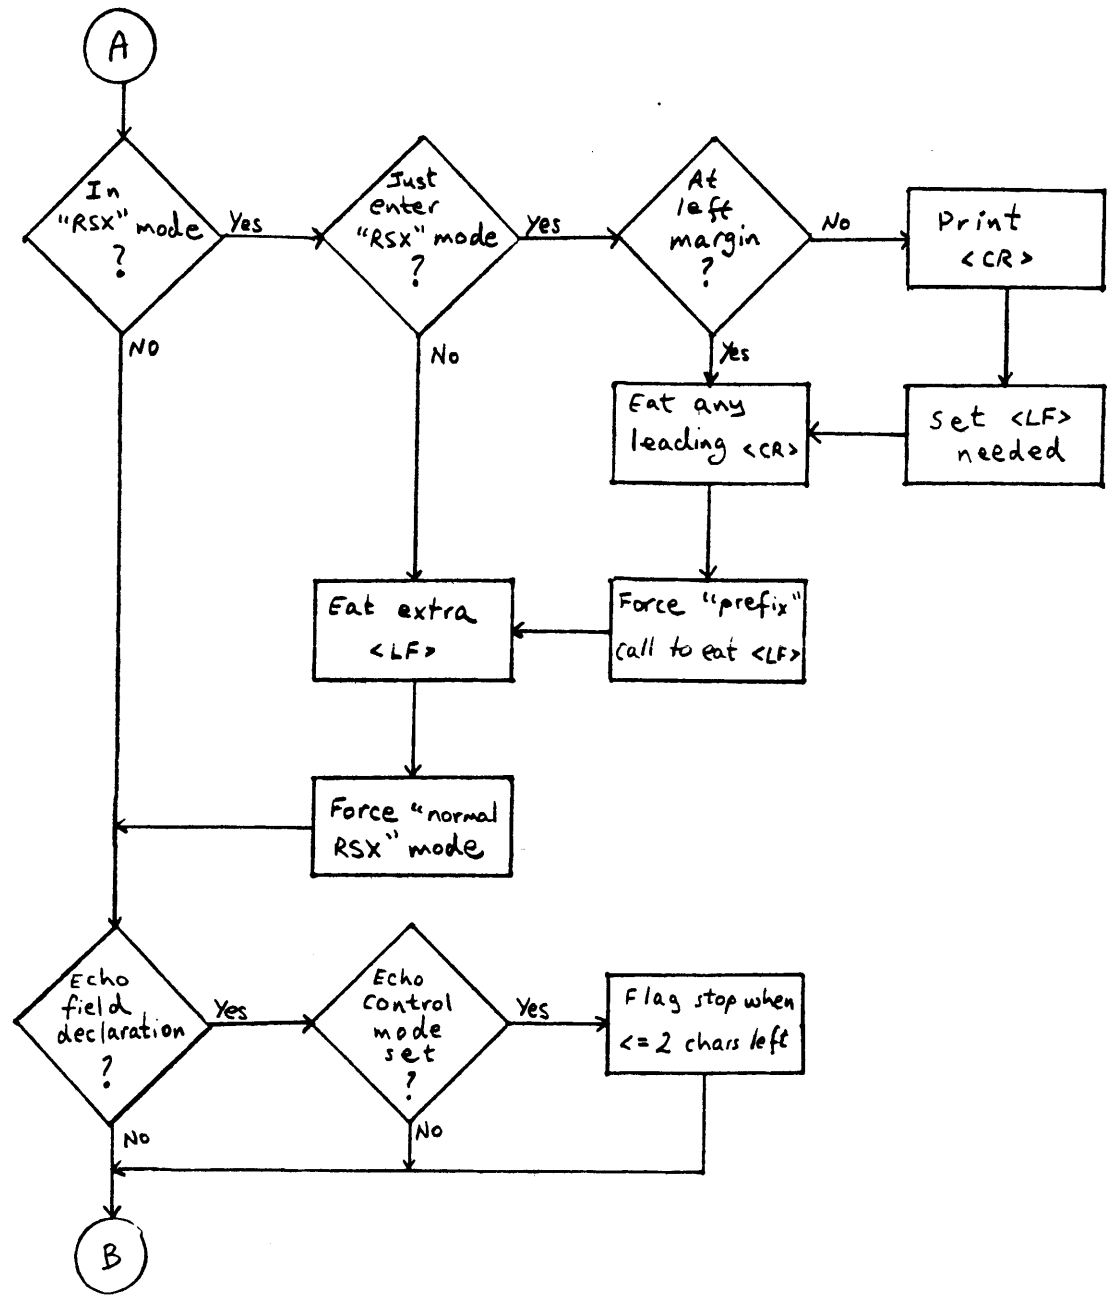 A
In
"RSX" mode
?
Yes
Just
enter
"RSX" mode
?
Yes
At
left
margin
?
No
Print
<CR>
NO
No
Yes
Eat any
leading <CR>
Set <LF>
needed
Eat extra
<LF>
Force "prefix"
call to eat <LF>
Force "normal
RSX" mode
Echo
field
declaration
?
Yes
Echo
control
mode
set
?
Yes
Flag stop when
<= 2 chars left
No
No
B